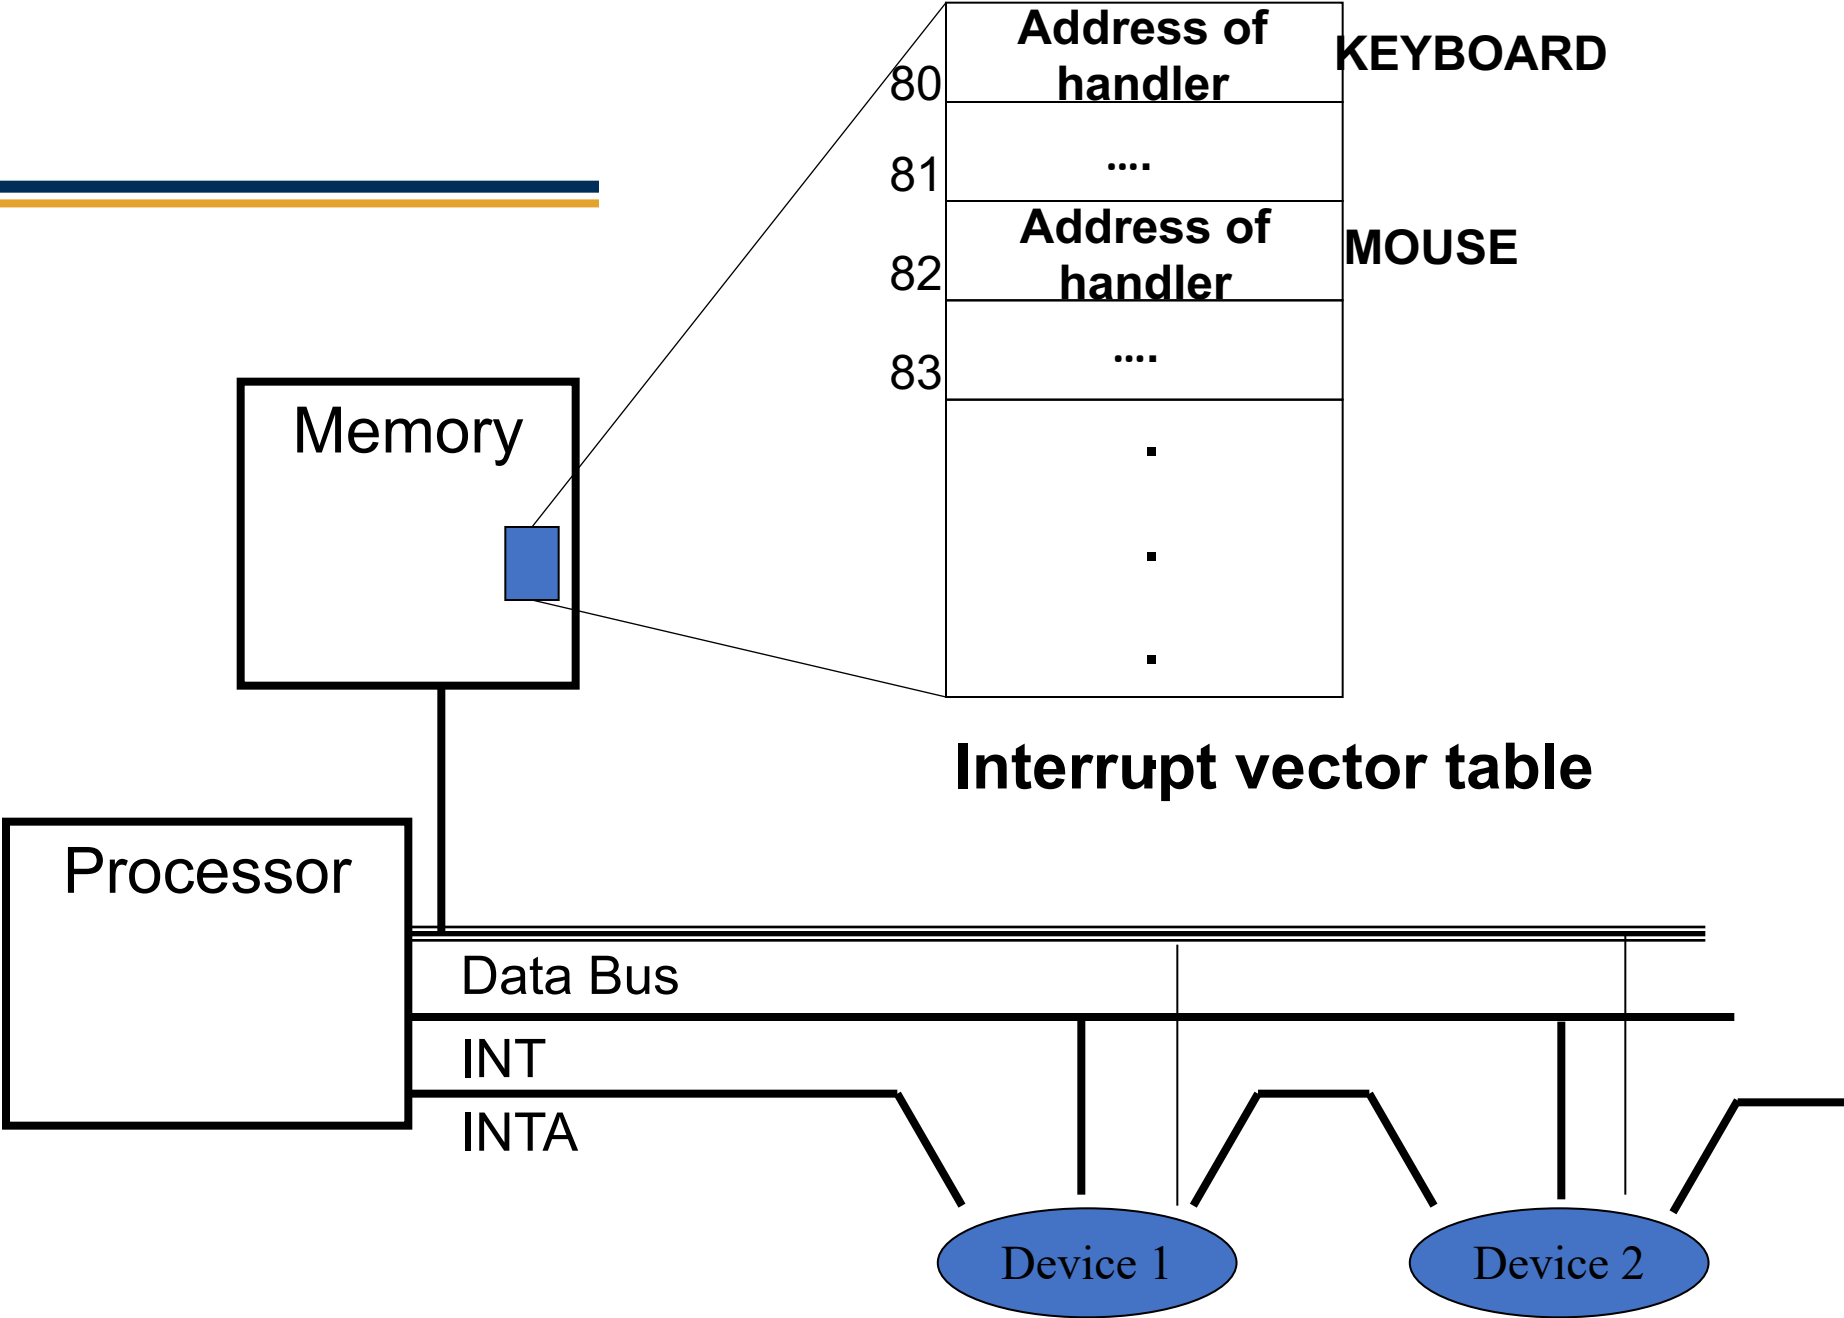 Address of
handler
KEYBOARD
80
....
81
Address of
handler
MOUSE
82
....
83
.
.
.
.
Interrupt vector table
Memory
Processor
Data Bus
INT
INTA
Device 1
Device 2